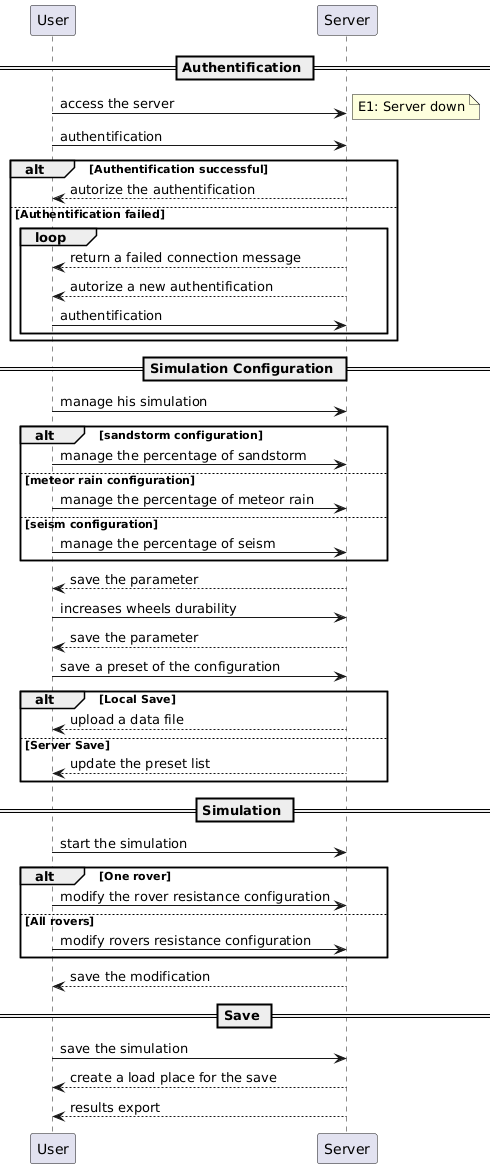 User
Server
Authentification
access the server
E1: Server down
authentification
alt
[Authentification successful]
autorize the authentification
[Authentification failed]
loop
return a failed connection message
autorize a new authentification
authentification
Simulation Configuration
manage his simulation
alt
[sandstorm configuration]
manage the percentage of sandstorm
[meteor rain configuration]
manage the percentage of meteor rain
[seism configuration]
manage the percentage of seism
save the parameter
increases wheels durability
save the parameter
save a preset of the configuration
alt
[Local Save]
upload a data file
[Server Save]
update the preset list
Simulation
start the simulation
alt
[One rover]
modify the rover resistance configuration
[All rovers]
modify rovers resistance configuration
save the modification
Save
save the simulation
create a load place for the save
results export
User
Server